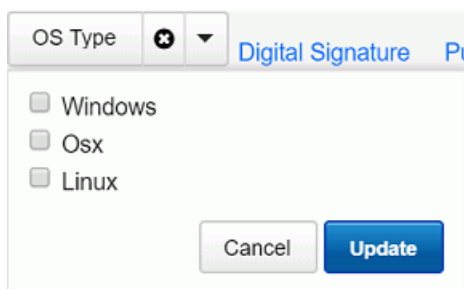 OS Type Digital Signature
Windows
Osx
Linux
Cancel Update